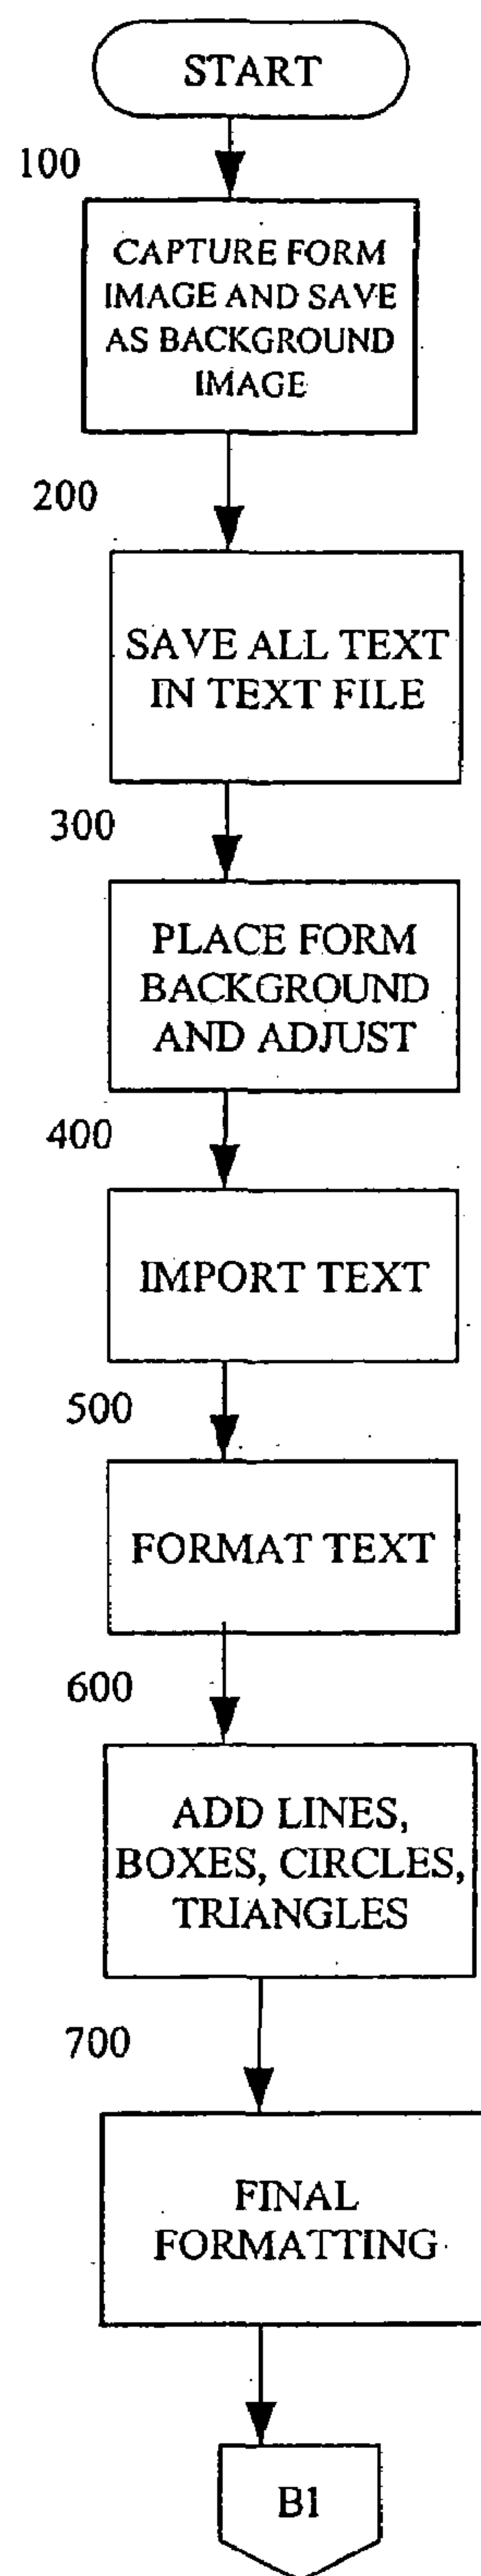 START
100
CAPTURE FORM
IMAGE AND SAVE
AS BACKGROUND
IMAGE
200
SAVE ALL TEXT
IN TEXT FILE
300
PLACE FORM
BACKGROUND
AND ADJUST
400
IMPORT TEXT
500
FORMAT TEXT
600
ADD LINES,
BOXES, CIRCLES,
TRIANGLES
700
FINAL
FORMATTING
B1